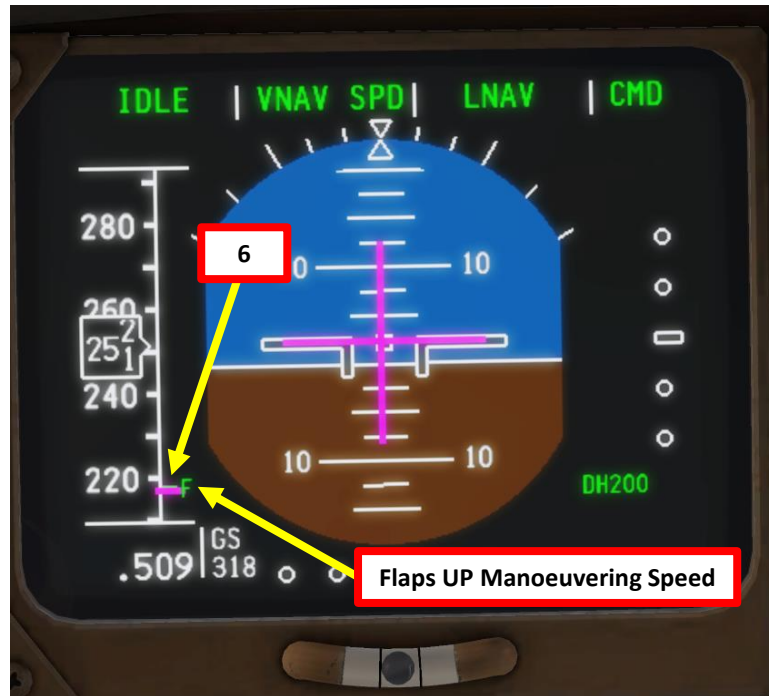 IDLE | VNAV SPD | LNAV | CMD
280
6
0 10
260
25 2
1
240
10 10
220 F
DH200
GS
.509 318
Flaps UP Manoeuvering Speed